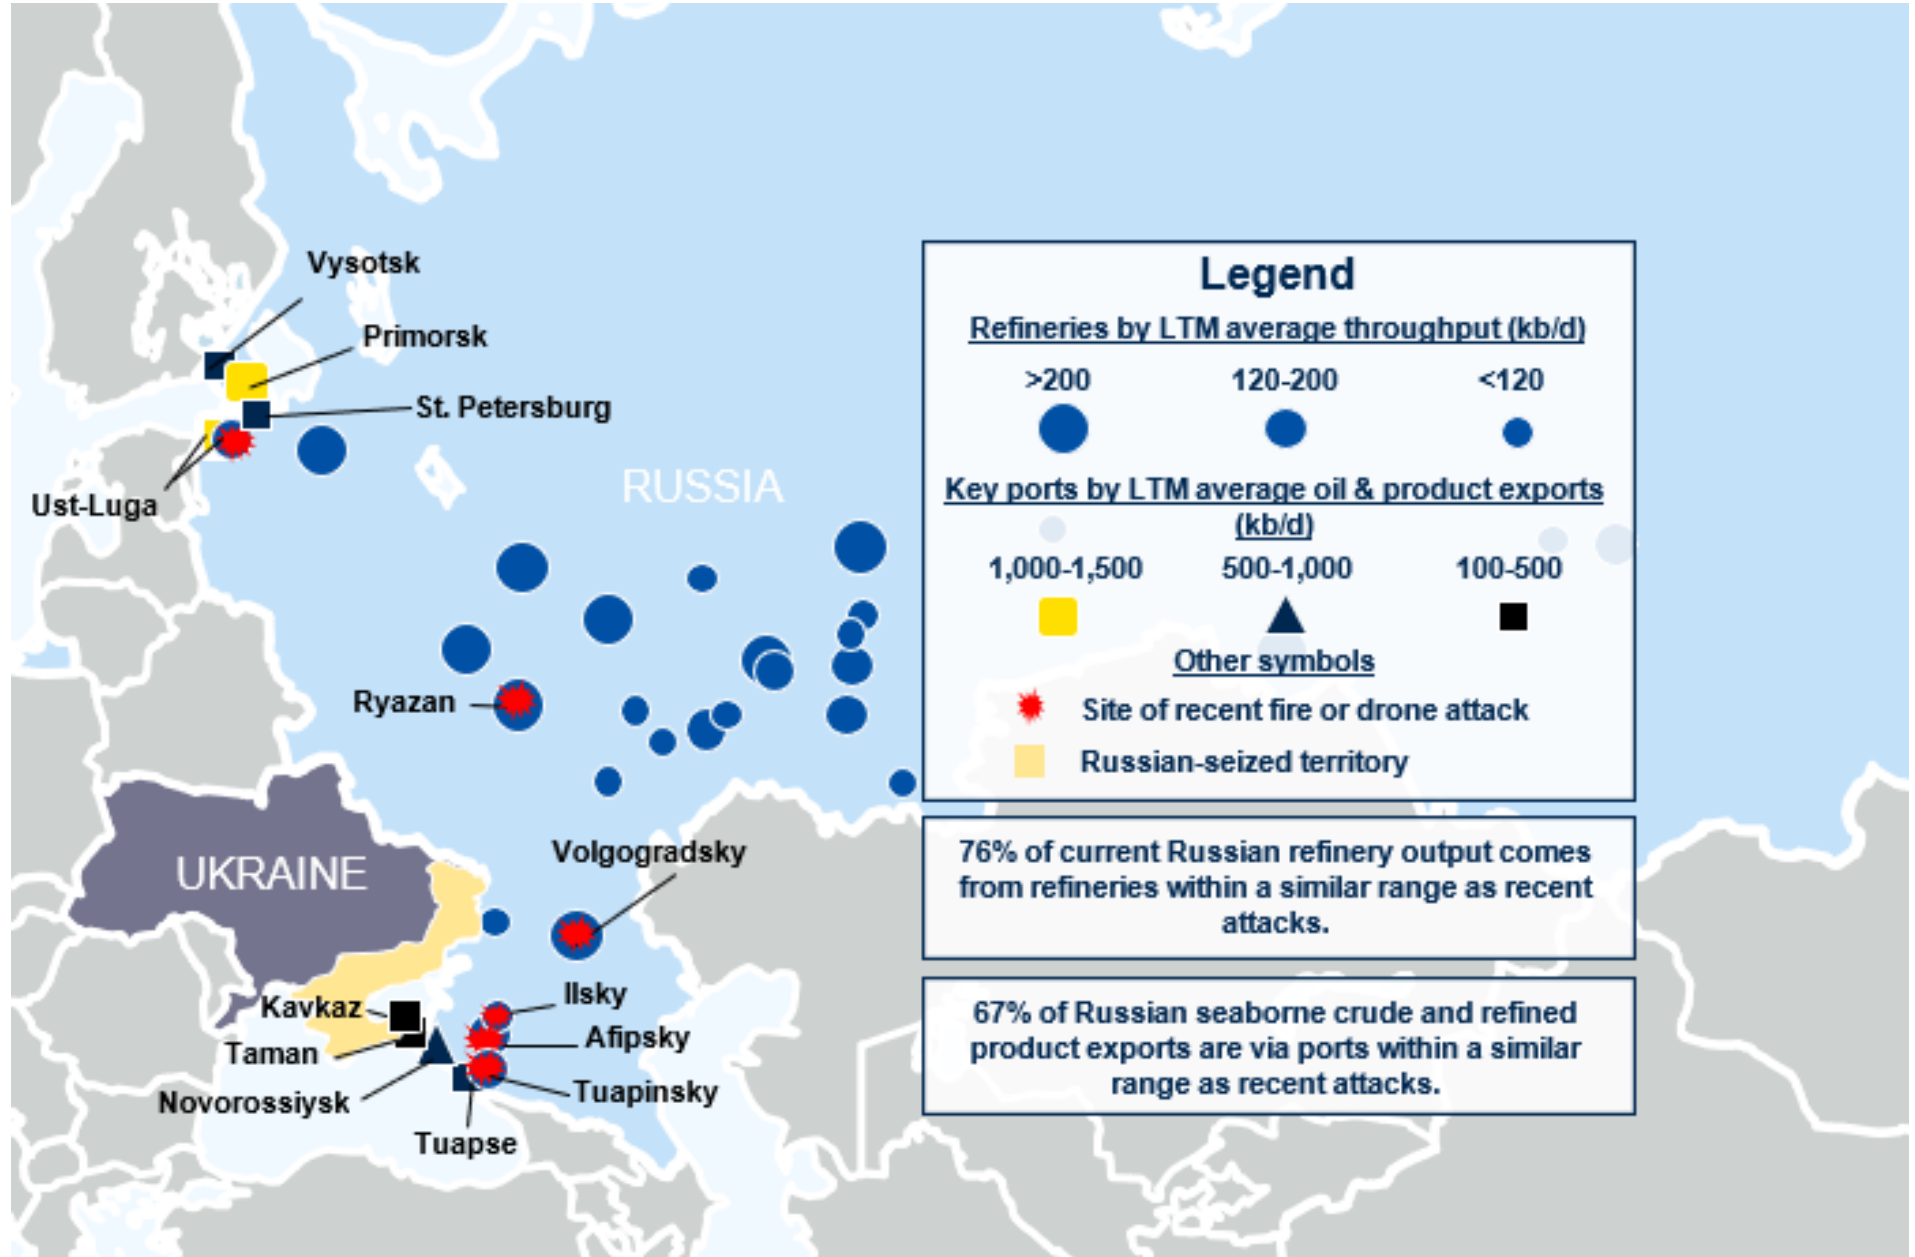 Vysotsk
Primorsk
St. Petersburg
Ust-Luga
RUSSIA
Ryazan
UKRAINE
Volgogradsky
Ilsky
Kavkaz
Afipsky
Taman
Tuapinsky
Novorossiysk
Tuapse
Legend
Refineries by LTM average throughput (kb/d)
>200 120-200 <120
Key ports by LTM average oil & product exports
(kb/d)
1,000-1,500 500-1,000 100-500
Other symbols
Site of recent fire or drone attack
Russian-seized territory
76% of current Russian refinery output comes
from refineries within a similar range as recent
attacks.
67% of Russian seaborne crude and refined
product exports are via ports within a similar
range as recent attacks.